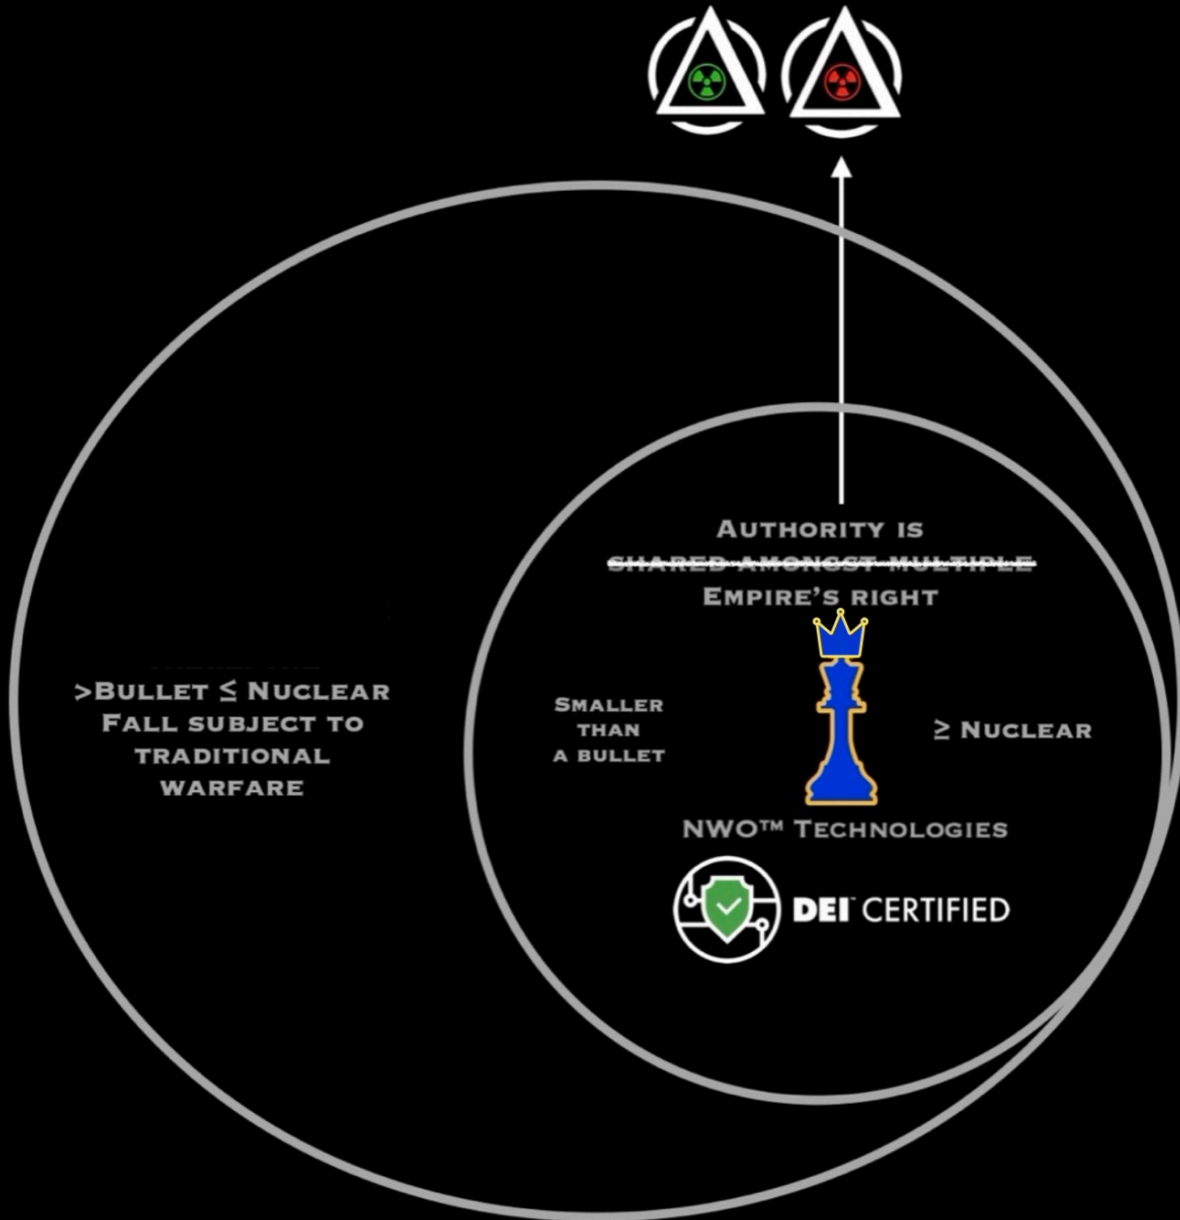 AUTHORITY IS
SHARED AMONGST MULTIPLE
EMPIRE'S RIGHT
>BULLET ≤ NUCLEAR
FALL SUBJECT TO
TRADITIONAL
WARFARE
SMALLER
THAN
A BULLET
≥ NUCLEAR
NWO™ TECHNOLOGIES
DEI™ CERTIFIED